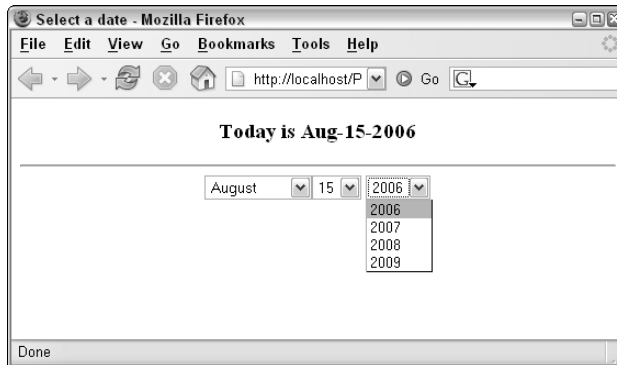 Select a date - Mozilla Firefox
File Edit View Go Bookmarks Tools Help
http://localhost/P Go G
Today is Aug-15-2006
August 15 2006
2006
2007
2008
2009
Done